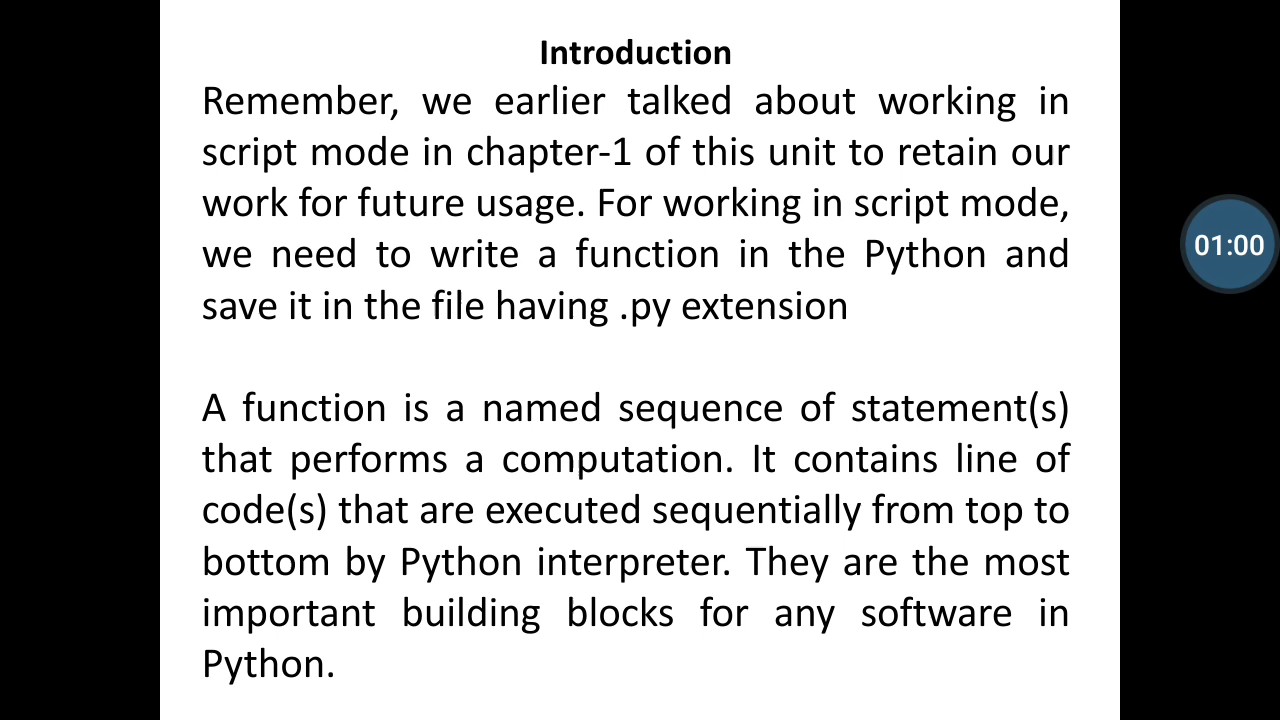 Introduction
Remember, we earlier talked about working in
script mode in chapter-1 of this unit to retain our
work for future usage. For working in script mode,
we need to write a function in the Python and
save it in the file having .py extension
A function is a named sequence of statement(s)
that performs a computation. It contains line of
code(s) that are executed sequentially from top to
bottom by Python interpreter. They are the most
important building blocks for any software in
Python.
01:00